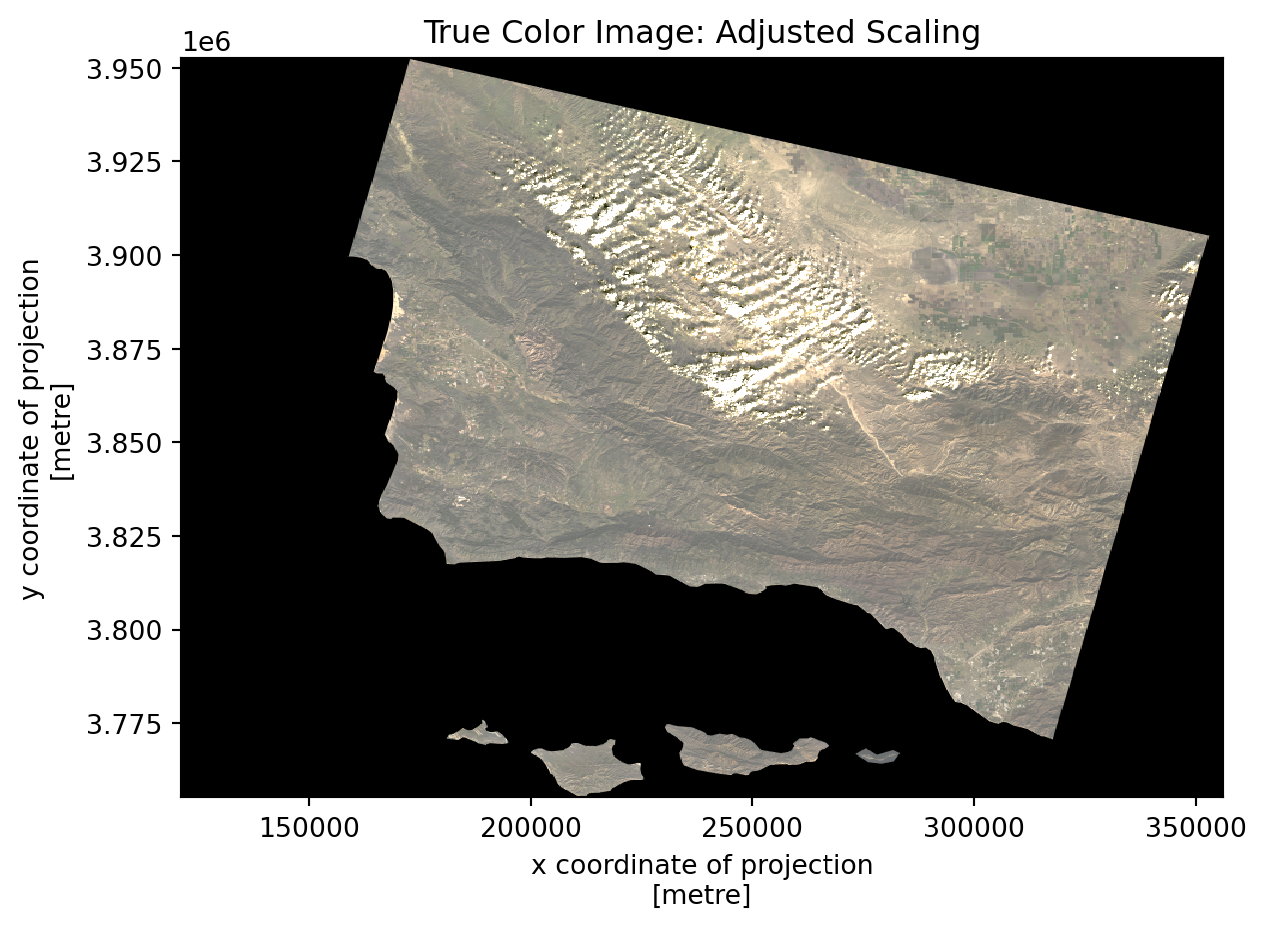 True Color Image: Adjusted Scaling
1e6
3.950
3.925
3.900
3.875
3.850
3.825
3.800
3.775
y coordinate of projection
[metre]
150000
200000
250000
300000
350000
x coordinate of projection
[metre]